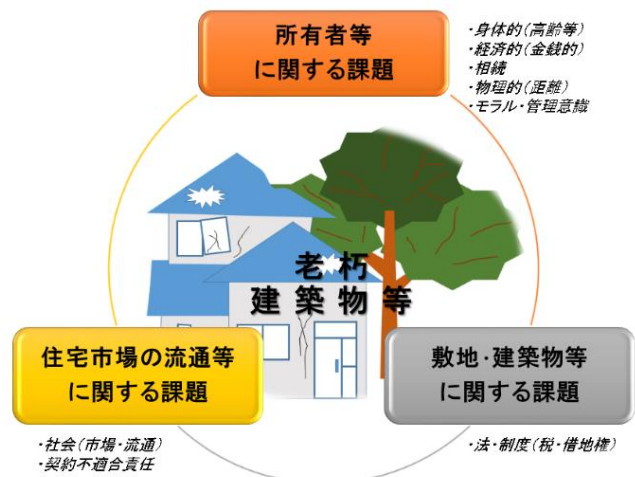 所有者等
に関する課題
・身体的(高齢等)
・経済的(金銭的)
・相続
・物理的(距離)
・モラル・管理意識
老朽
建築物等
住宅市場の流通等
に関する課題
・社会(市場・流通)
・契約不適合責任
敷地・建築物等
に関する課題
・法・制度(税・借地権)